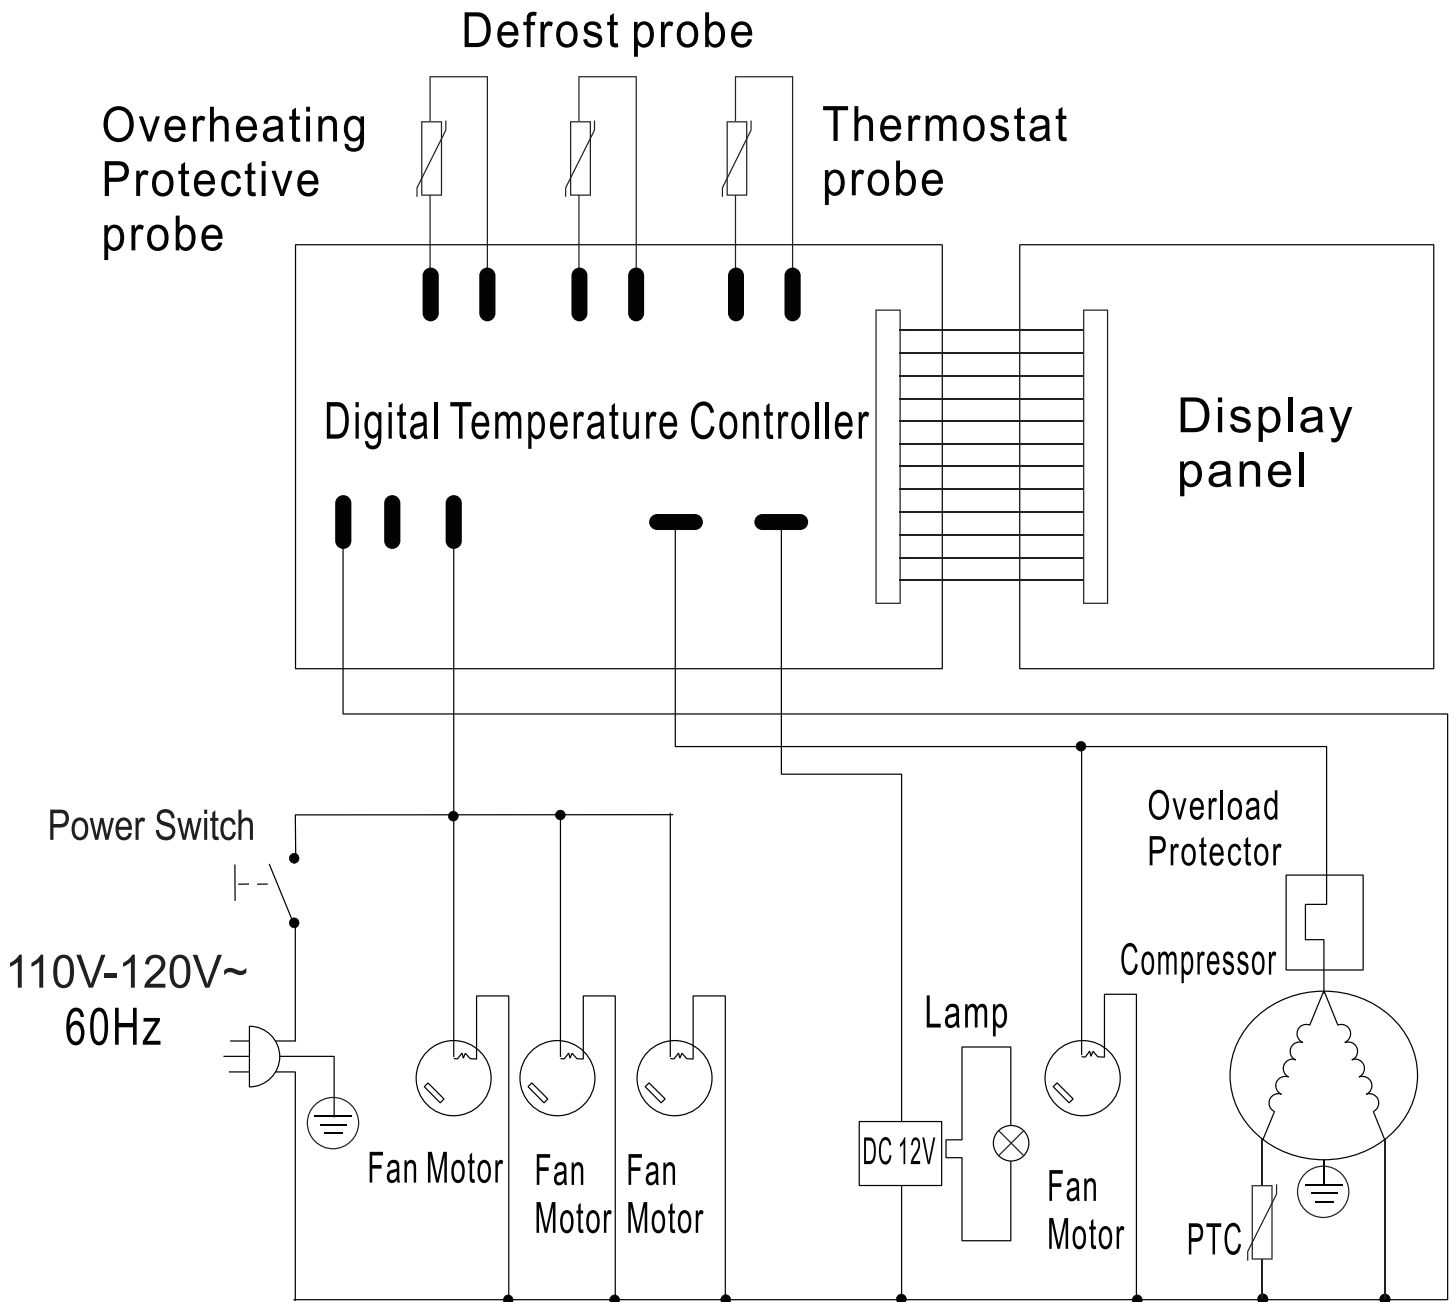 Defrost probe
Overheating
Protective
probe
Thermostat
probe
Digital Temperature Controller
Display
panel
Power Switch
110V-120V~
60Hz
Overload
Protector
Compressor
Lamp
DC 12V
Fan Motor
Fan
Motor
Fan
Motor
Fan
Motor
PTC